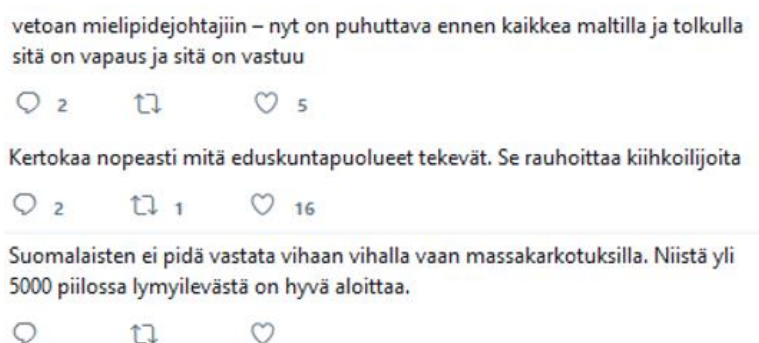 vetoan mielipidejohtajiin – nyt on puhuttava ennen kaikkea maltilla ja tolkulla
sitä on vapaus ja sitä on vastuu
2 5
Kertokaa nopeasti mitä eduskuntapuolueet tekevät. Se rauhoittaa kiihkoilijoita
2 1 16
Suomalaisten ei pidä vastata vihaan vihalla vaan massakarkotuksilla. Niistä yli
5000 piilossa lymyilevästä on hyvä aloittaa.